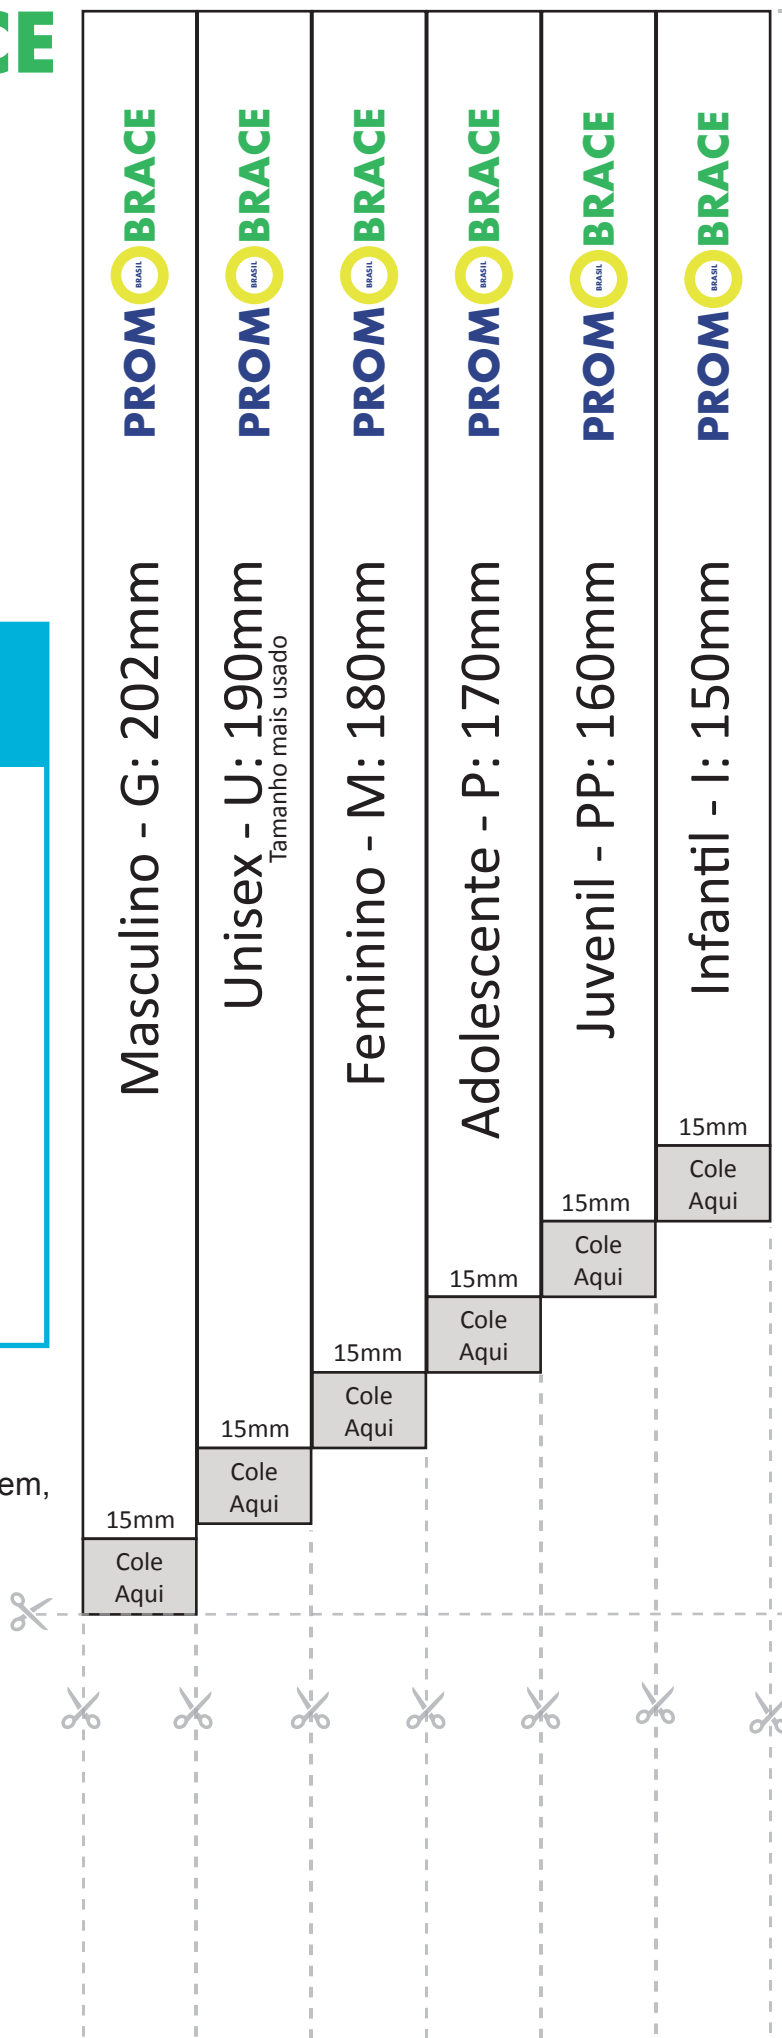 CE
PROMOBRACE
BRASIL
Masculino - G: 202mm
15mm
Cole
Aqui
PROMOBRACE
BRASIL
Unisex - U: 190mm
Tamanho mais usado
15mm
Cole
Aqui
PROMOBRACE
BRASIL
Feminino - M: 180mm
15mm
Cole
Aqui
PROMOBRACE
BRASIL
Adolescente - P: 170mm
15mm
Cole
Aqui
PROMOBRACE
BRASIL
Juvenil - PP: 160mm
15mm
Cole
Aqui
PROMOBRACE
BRASIL
Infantil - I: 150mm
15mm
Cole
Aqui
em,